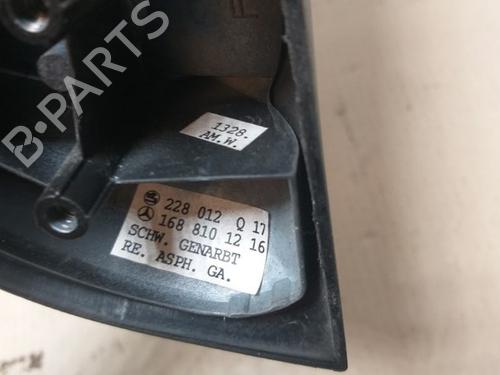 B-PARTS
1328.
AM.W.
228 012 Q 17
168 810 12 16
SCHW. GENARBT
RE. ASPH. GA.